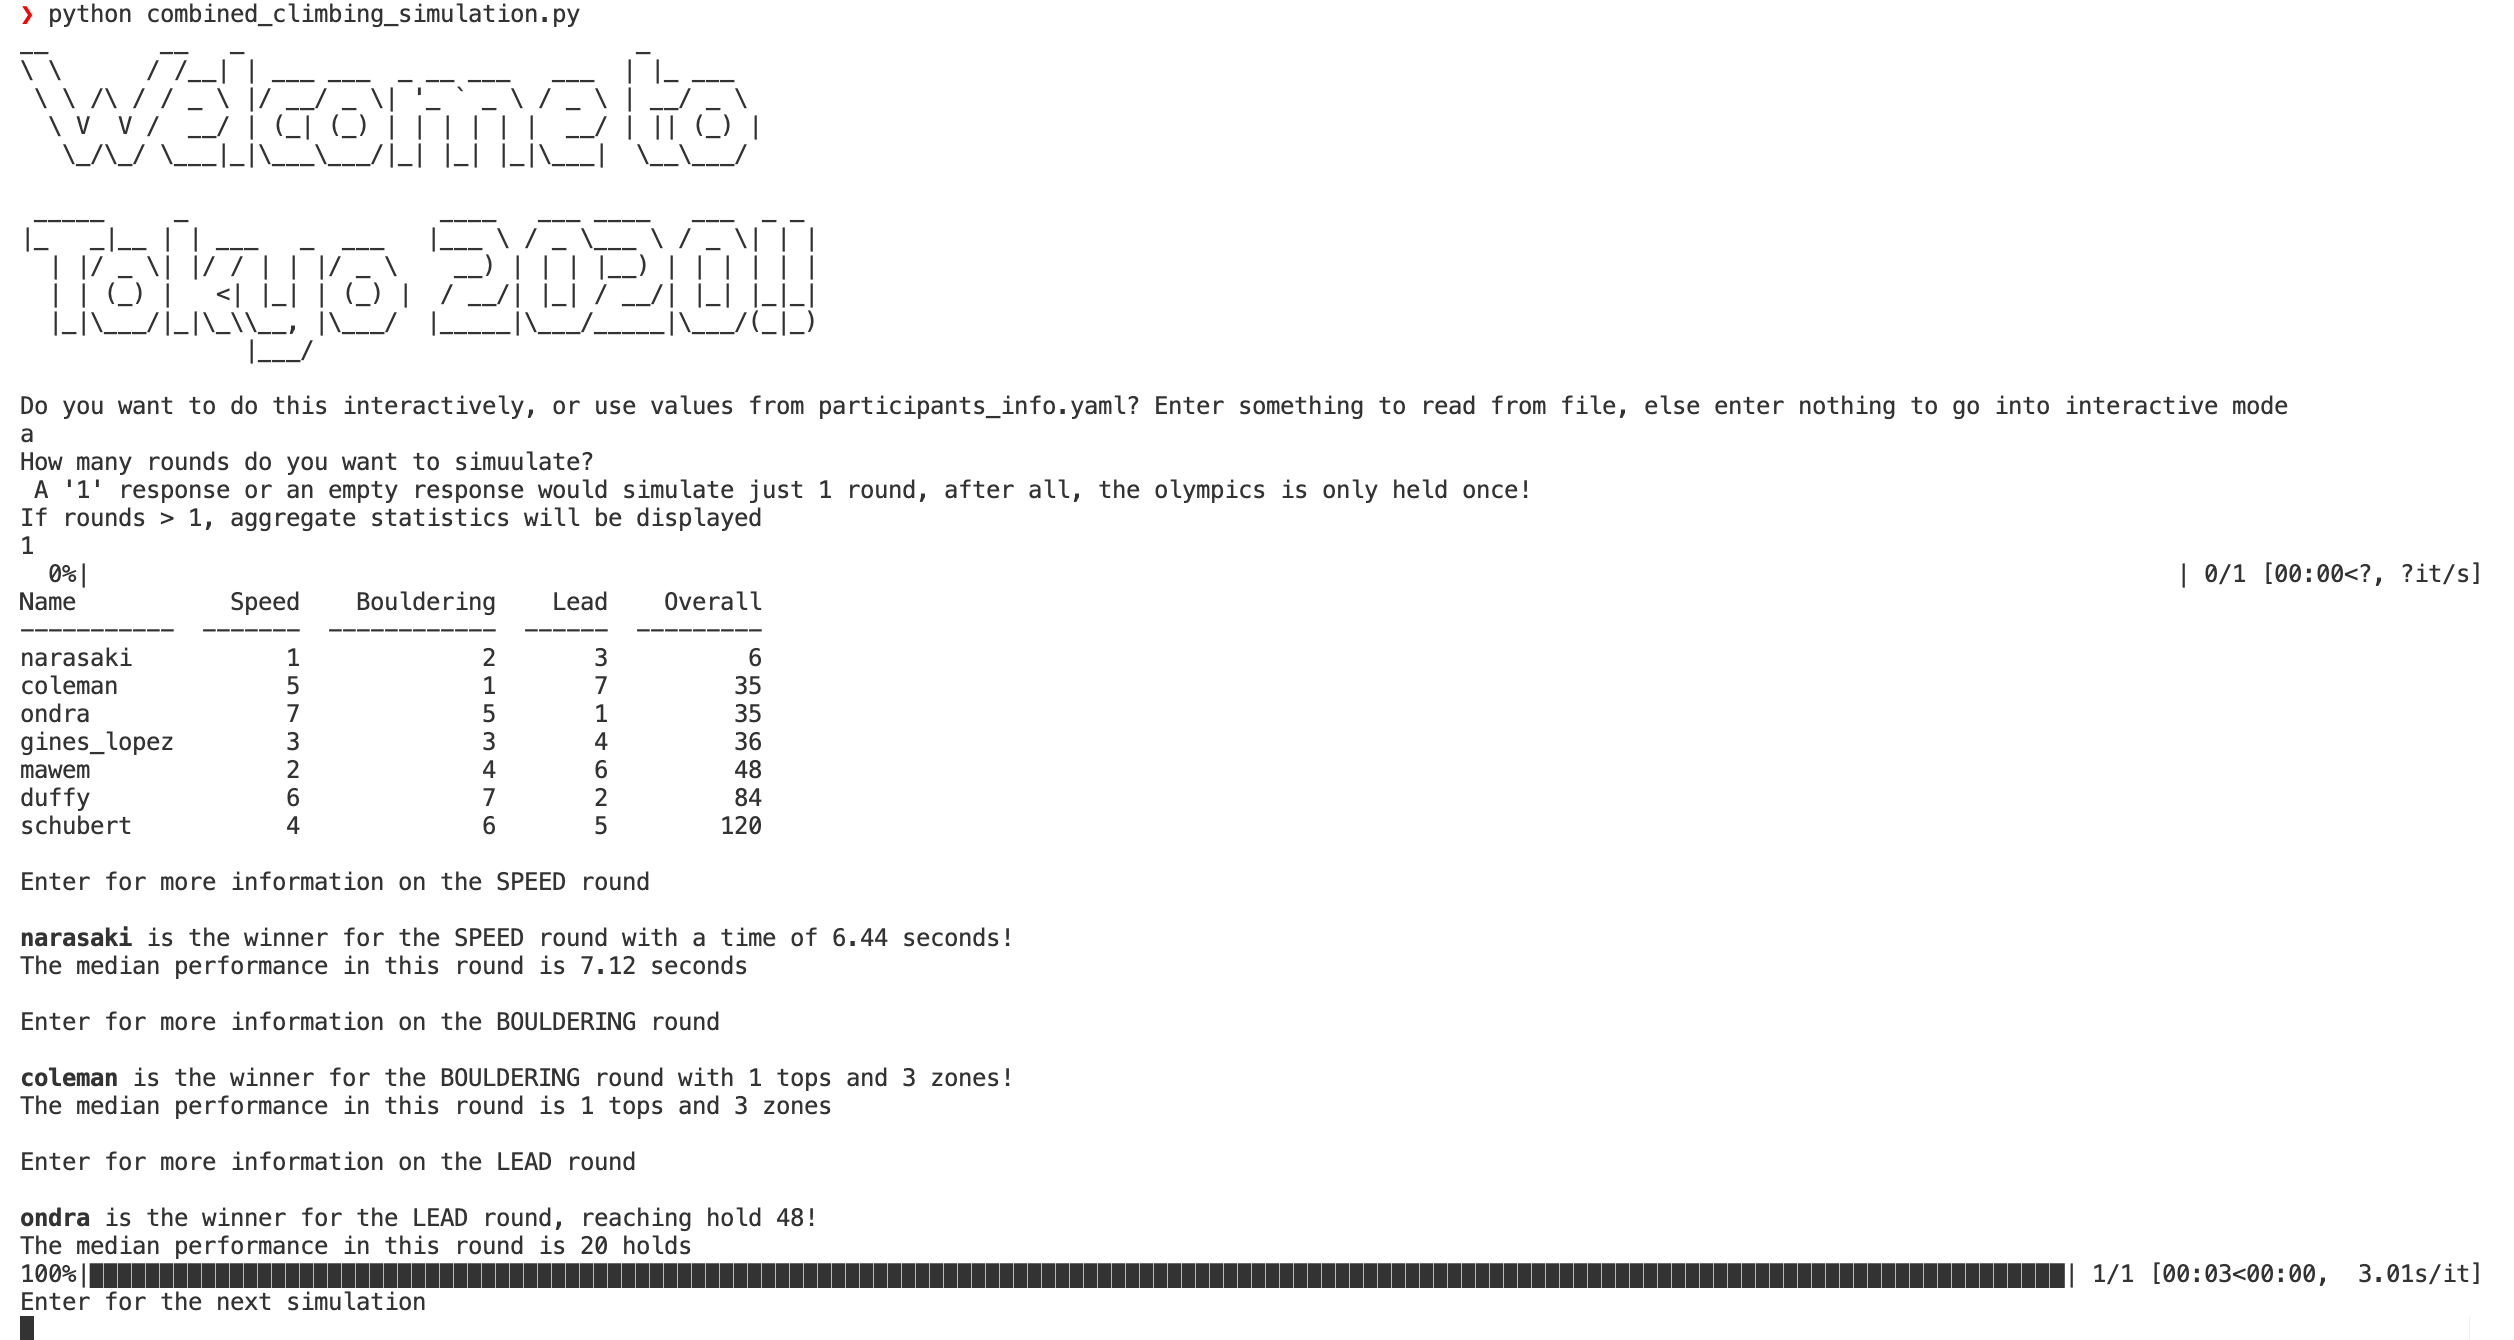 ❯ python combined_climbing_simulation.py
Welcome to
Tokyo 2020!!
Do you want to do this interactively, or use values from participants_info.yaml? Enter something to read from file, else enter nothing to go into interactive mode
a
How many rounds do you want to simuulate?
 A '1' response or an empty response would simulate just 1 round, after all, the olympics is only held once!
If rounds > 1, aggregate statistics will be displayed
1
  0%| | 0/1 [00:00<?, ?it/s]
Name Speed Bouldering Lead Overall
narasaki 1 2 3 6
coleman 5 1 7 35
ondra 7 5 1 35
gines_lopez 3 3 4 36
mawem 2 4 6 48
duffy 6 7 2 84
schubert 4 6 5 120
Enter for more information on the SPEED round
narasaki is the winner for the SPEED round with a time of 6.44 seconds!
The median performance in this round is 7.12 seconds
Enter for more information on the BOULDERING round
coleman is the winner for the BOULDERING round with 1 tops and 3 zones!
The median performance in this round is 1 tops and 3 zones
Enter for more information on the LEAD round
ondra is the winner for the LEAD round, reaching hold 48!
The median performance in this round is 20 holds
100%| | 1/1 [00:03<00:00,  3.01s/it]
Enter for the next simulation